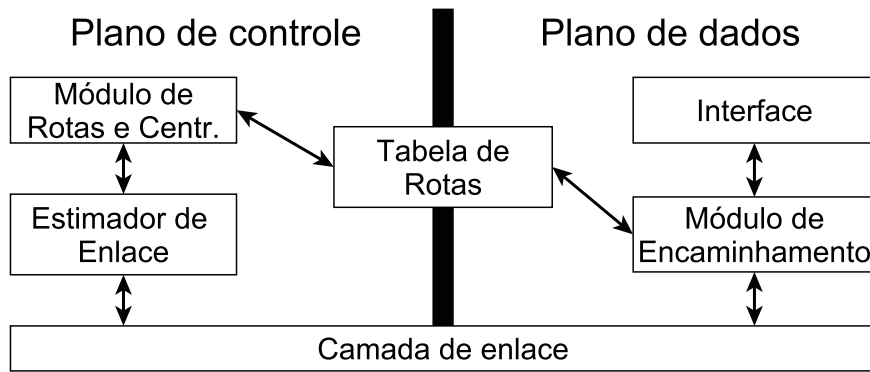 Plano de controle
Plano de dados
Módulo de
Rotas e Centr.
Interface
Tabela de
Rotas
Estimador de
Enlace
Módulo de
Encaminhamento
Camada de enlace